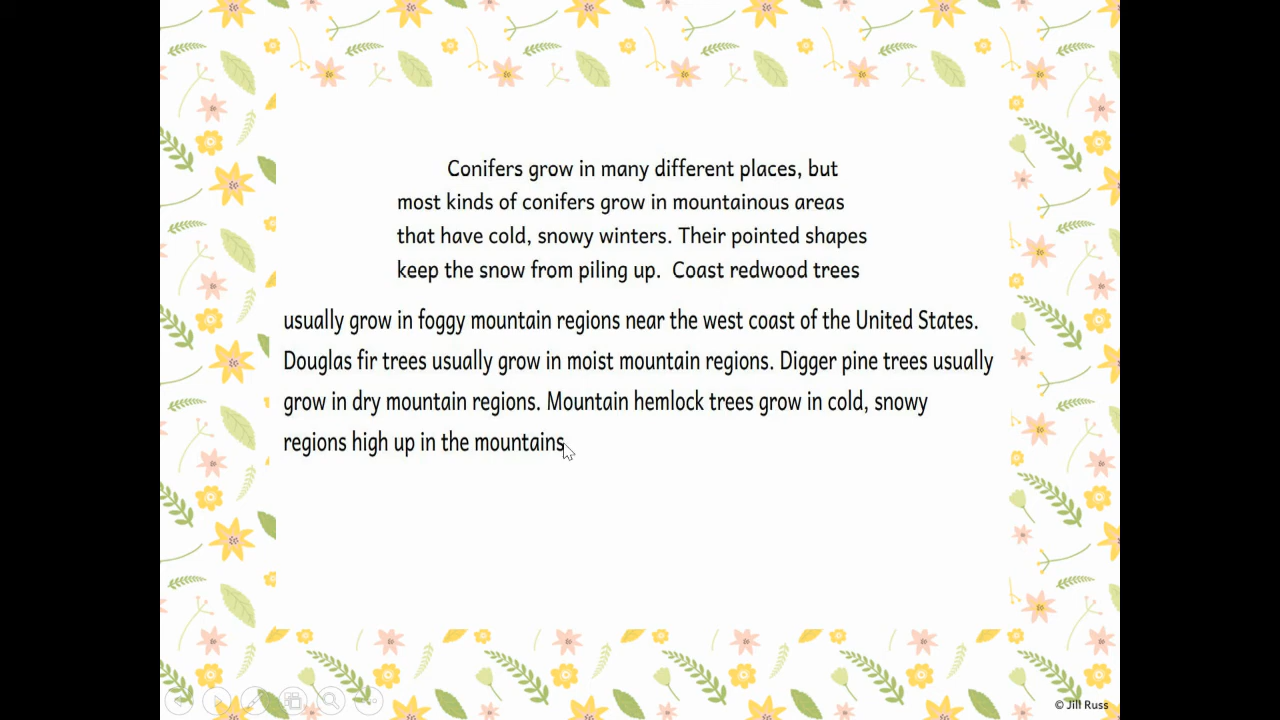 Conifers grow in many different places, but
most kinds of conifers grow in mountainous areas
that have cold, snowy winters. Their pointed shapes
keep the snow from piling up.  Coast redwood trees
usually grow in foggy mountain regions near the west coast of the United States.
Douglas fir trees usually grow in moist mountain regions. Digger pine trees usually
grow in dry mountain regions. Mountain hemlock trees grow in cold, snowy
regions high up in the mountains
© Jill Russ